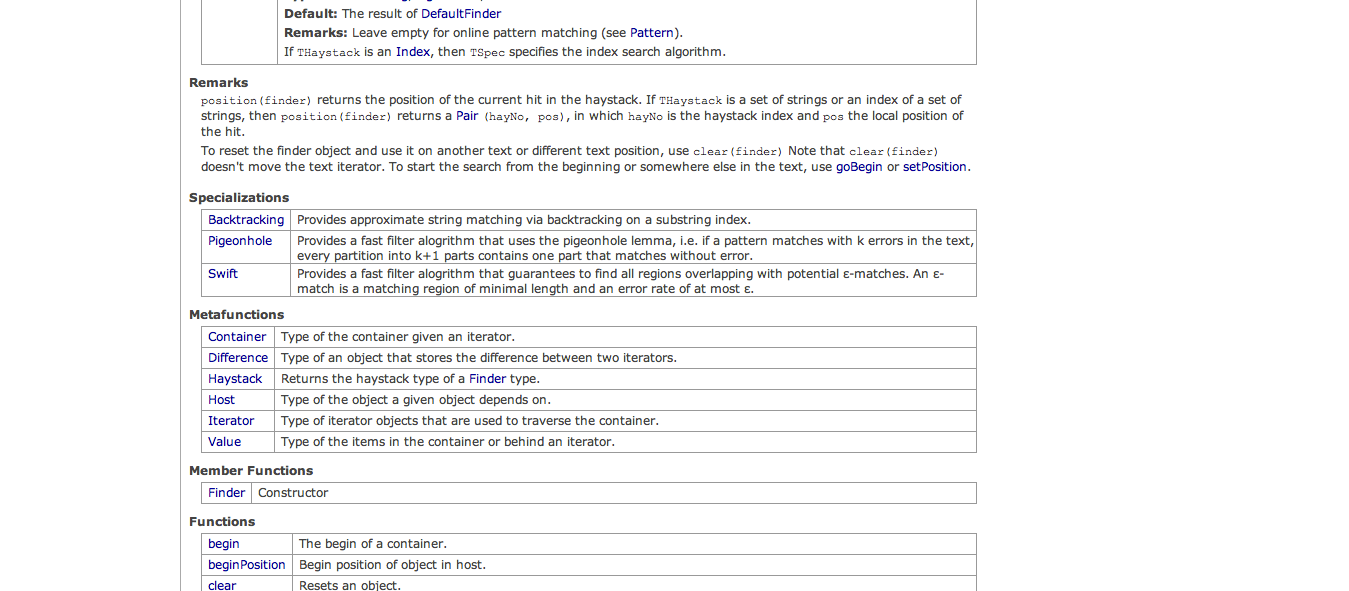 Default: The result of DefaultFinder
Remarks: Leave empty for online pattern matching (see Pattern).
If THaystack is an Index, then TSpec specifies the index search algorithm.
Remarks
position(finder) returns the position of the current hit in the haystack. If THaystack is a set of strings or an index of a set of
strings, then position(finder) returns a Pair (hayNo, pos), in which hayNo is the haystack index and pos the local position of
the hit.
To reset the finder object and use it on another text or different text position, use clear(finder) Note that clear(finder)
doesn't move the text iterator. To start the search from the beginning or somewhere else in the text, use goBegin or setPosition.
Specializations
Backtracking Provides approximate string matching via backtracking on a substring index.
Pigeonhole Provides a fast filter alogrithm that uses the pigeonhole lemma, i.e. if a pattern matches with k errors in the text,
every partition into k+1 parts contains one part that matches without error.
Swift Provides a fast filter alogrithm that guarantees to find all regions overlapping with potential ε-matches. An ε-
match is a matching region of minimal length and an error rate of at most ε.
Metafunctions
Container Type of the container given an iterator.
Difference Type of an object that stores the difference between two iterators.
Haystack Returns the haystack type of a Finder type.
Host Type of the object a given object depends on.
Iterator Type of iterator objects that are used to traverse the container.
Value Type of the items in the container or behind an iterator.
Member Functions
Finder Constructor
Functions
begin The begin of a container.
beginPosition Begin position of object in host.
clear Resets an object.